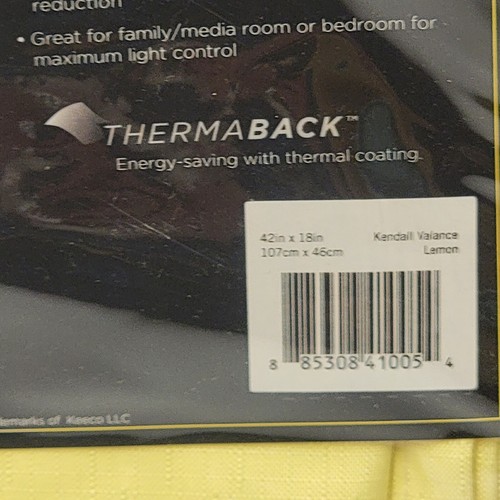 reduction
• Great for family/media room or bedroom for
maximum light control
THERMABACK™
Energy-saving with thermal coating.
42in x 18in Kendall Valance
107cm x 46cm Lemon
8 85308 41005 4
emarks of Keeco LLC